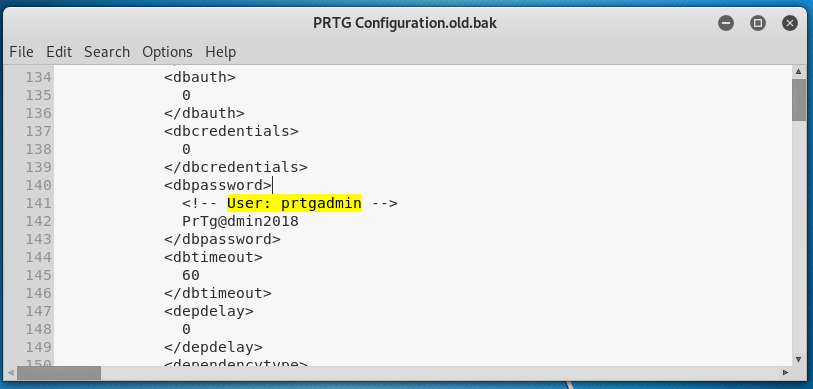 PRTG Configuration.old.bak
File Edit Search Options Help
134 <dbauth>
135 0
136 </dbauth>
137 <dbcredentials>
138 0
139 </dbcredentials>
140 <dbpassword>
141 <!-- User: prtgadmin -->
142 PrTg@dmin2018
143 </dbpassword>
144 <dbtimeout>
145 60
146 </dbtimeout>
147 <depdelay>
148 0
149 </depdelay>
150 <dependencytype>